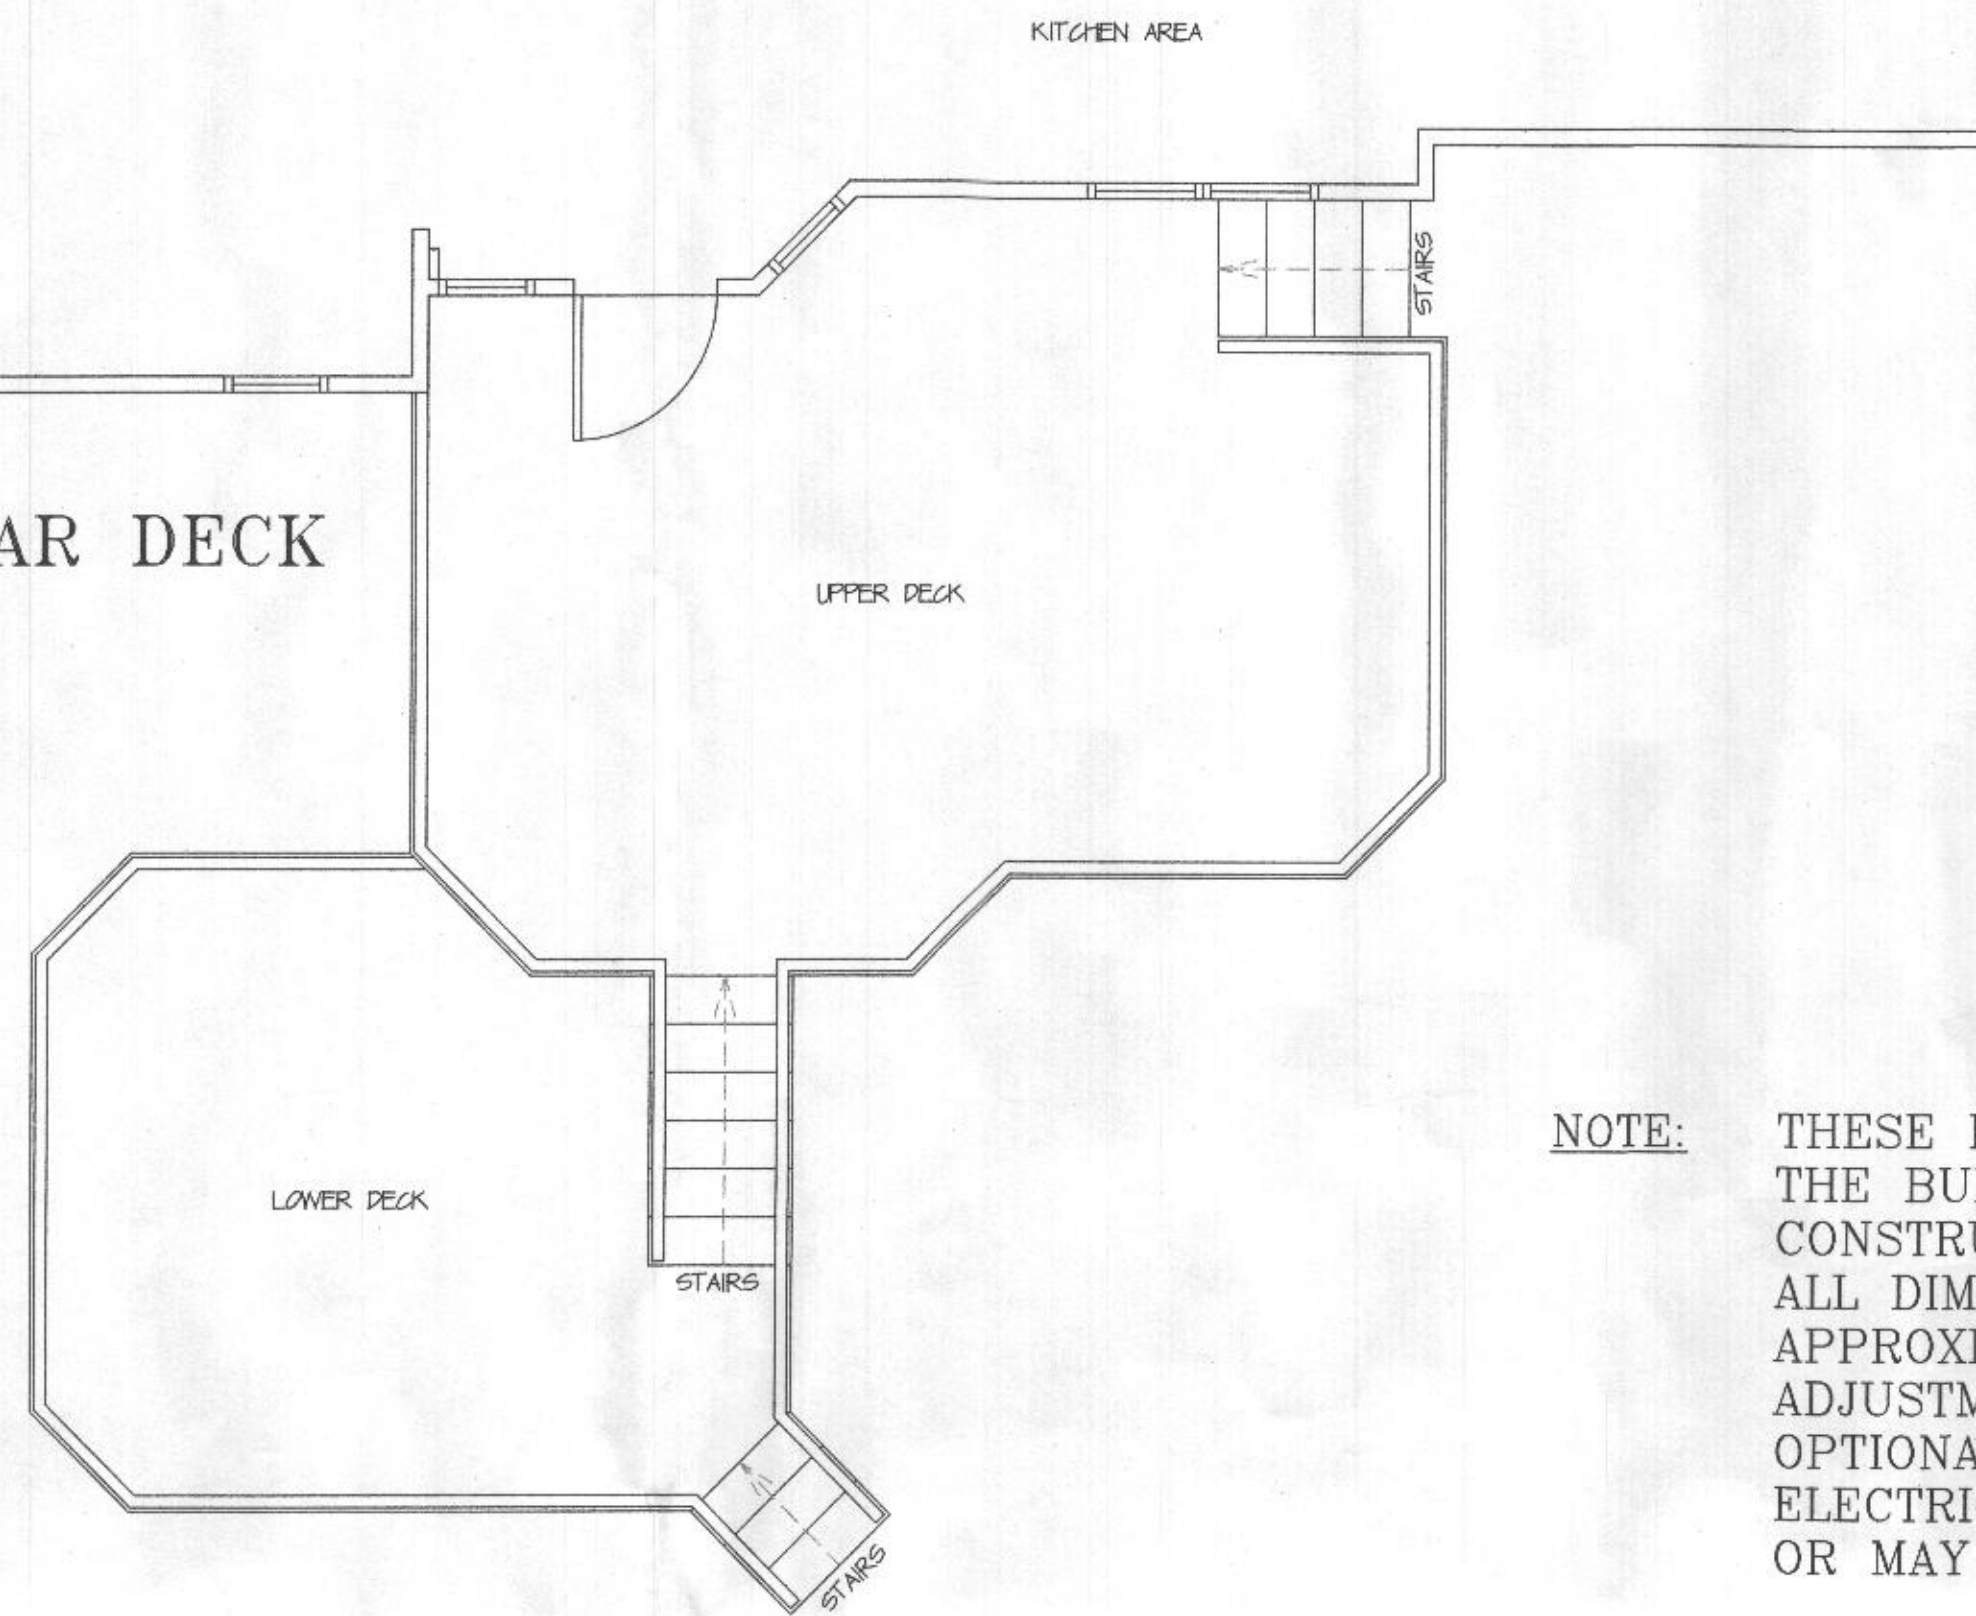 KITCHEN AREA
STAIRS
AR DECK
UPPER DECK
LOWER DECK
STAIRS
STAIRS
NOTE: THESE
THE BU
CONSTRU
ALL DIM
APPROXI
ADJUSTM
OPTIONA
ELECTRI
OR MAY